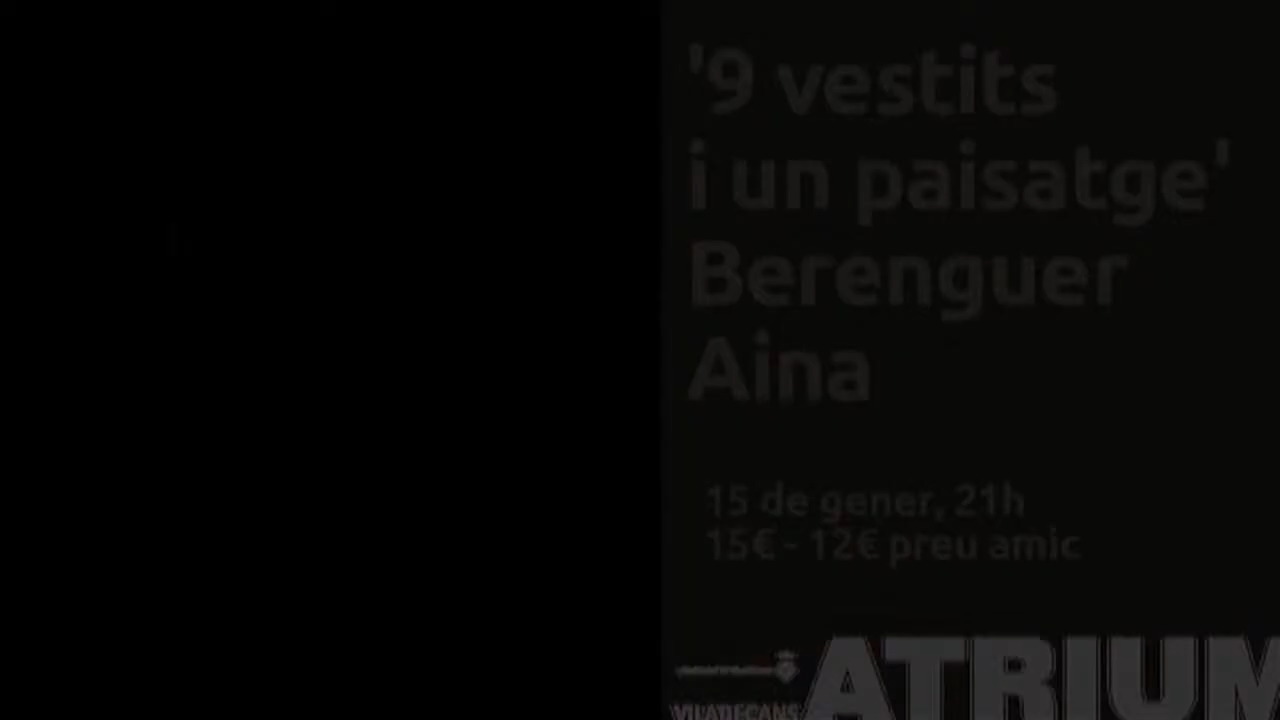 '9 vestits
i un paisatge'
Berenguer
Aina
15 de gener, 21h
15€ - 12€ preu amic
ATRIUM
VILADECANS